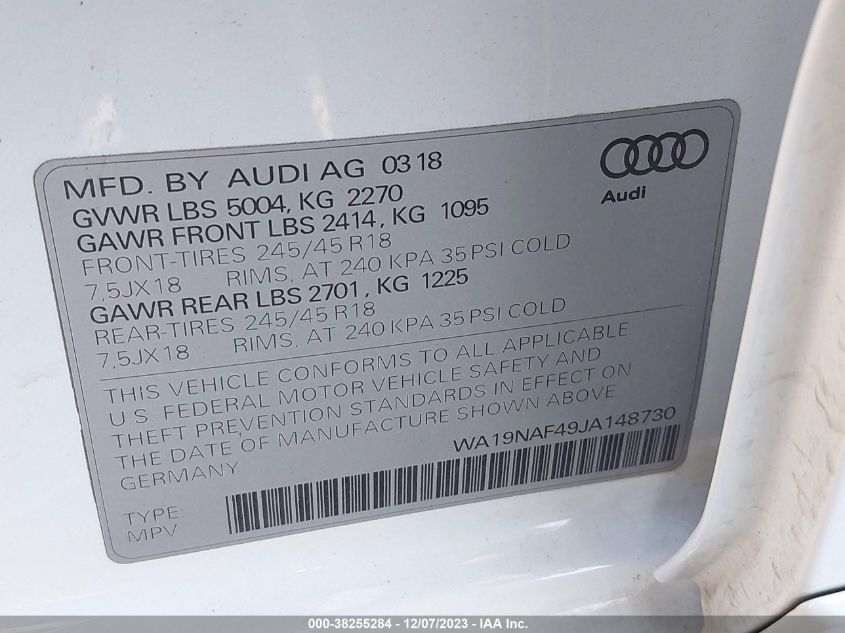 MFD. BY AUDI AG 0318
GVWR LBS 5004, KG 2270
GAWR FRONT LBS 2414, KG 1095
FRONT-TIRES 245/45 R18
7,5JX18 RIMS, AT 240 KPA 35 PSI COLD
GAWR REAR LBS 2701, KG 1225
REAR-TIRES 245/45 R18
7,5JX18 RIMS, AT 240 KPA 35 PSI COLD
Audi
THIS VEHICLE CONFORMS TO ALL APPLICABLE
U.S. FEDERAL MOTOR VEHICLE SAFETY AND
THEFT PREVENTION STANDARDS IN EFFECT ON
THE DATE OF MANUFACTURE SHOWN ABOVE
GERMANY
WA19NAF49JA148730
TYPE:
MPV
000-38255284 - 12/07/2023 - IAA Inc.